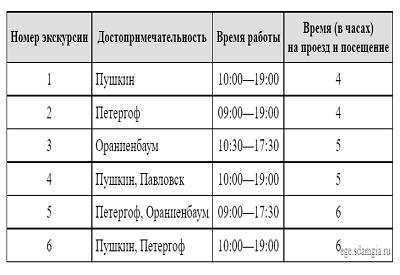 Номер экскурсии Достопримечательность Время работы Время (в часах) на проезд и посещение
1 Пушкин 10:00—19:00 4
2 Петергоф 09:00—19:00 4
3 Ораниенбаум 10:30—17:30 5
4 Пушкин, Павловск 10:00—19:00 5
5 Петергоф, Ораниенбаум 09:00—17:30 6
6 Пушкин, Петергоф 10:00—19:00 6
ege.sdamgia.ru